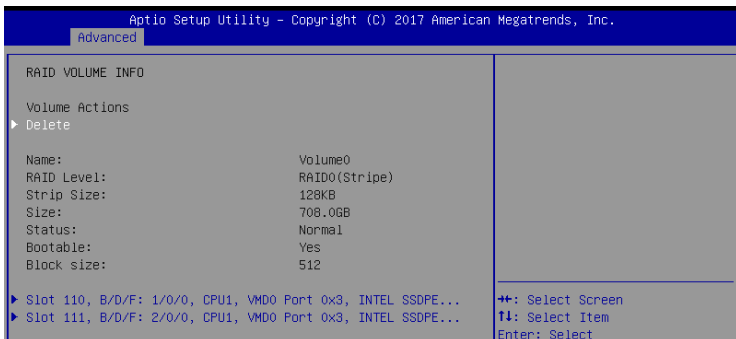 Aptio Setup Utility – Copyright (C) 2017 American Megatrends, Inc.
Advanced
RAID VOLUME INFO
Volume Actions
▶ Delete
Name: Volume0
RAID Level: RAID0(Stripe)
Strip Size: 128KB
Size: 708.0GB
Status: Normal
Bootable: Yes
Block size: 512
▶ Slot 110, B/D/F: 1/0/0, CPU1, VMD0 Port 0x3, INTEL SSDPE...
▶ Slot 111, B/D/F: 2/0/0, CPU1, VMD0 Port 0x3, INTEL SSDPE...
→←: Select Screen
↑↓: Select Item
Enter: Select